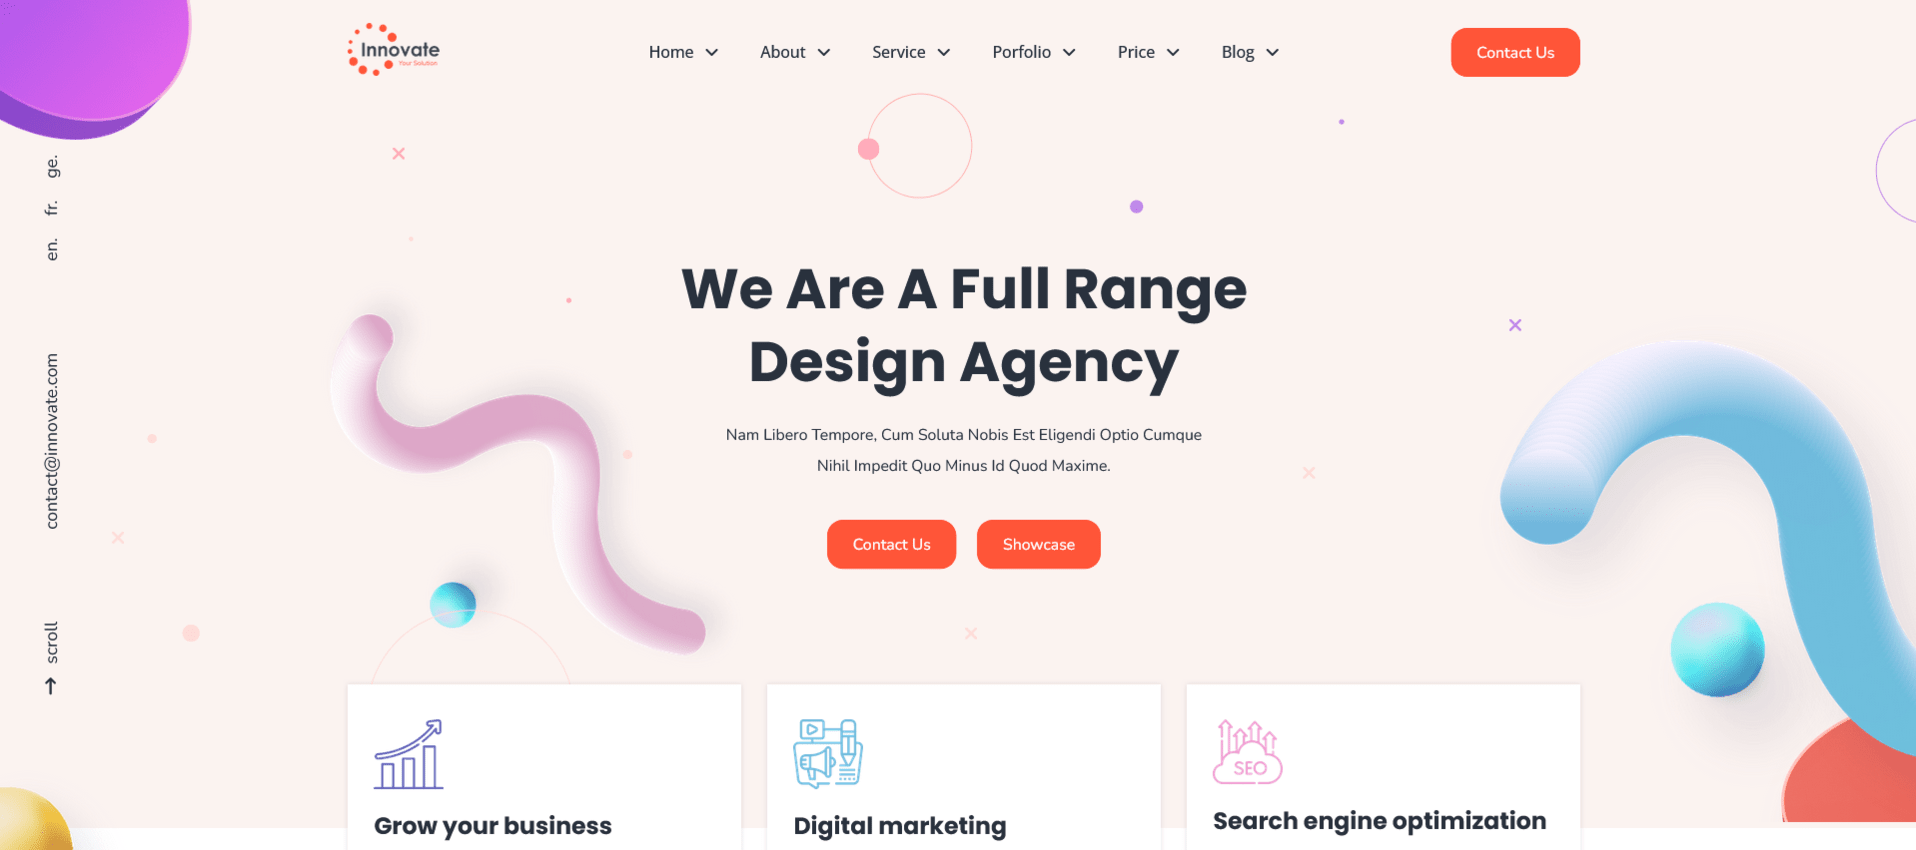 Innovate
Your Solution
Home
About
Service
Porfolio
Price
Blog
Contact Us
ge.
fr.
en.
contact@innovate.com
scroll
We Are A Full Range
Design Agency
Nam Libero Tempore, Cum Soluta Nobis Est Eligendi Optio Cumque
Nihil Impedit Quo Minus Id Quod Maxime.
Contact Us
Showcase
Grow your business
Digital marketing
SEO
Search engine optimization